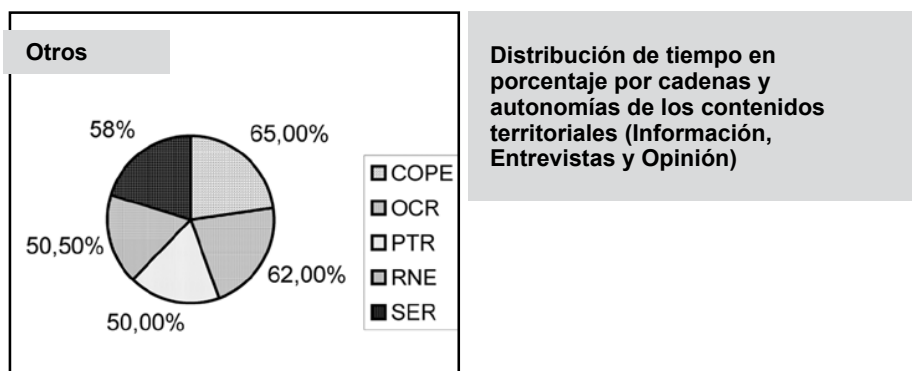 Otros
58%
65,00%
50,50%
62,00%
50,00%
COPE
OCR
PTR
RNE
SER
Distribución de tiempo en
porcentaje por cadenas y
autonomías de los contenidos
territoriales (Información,
Entrevistas y Opinión)